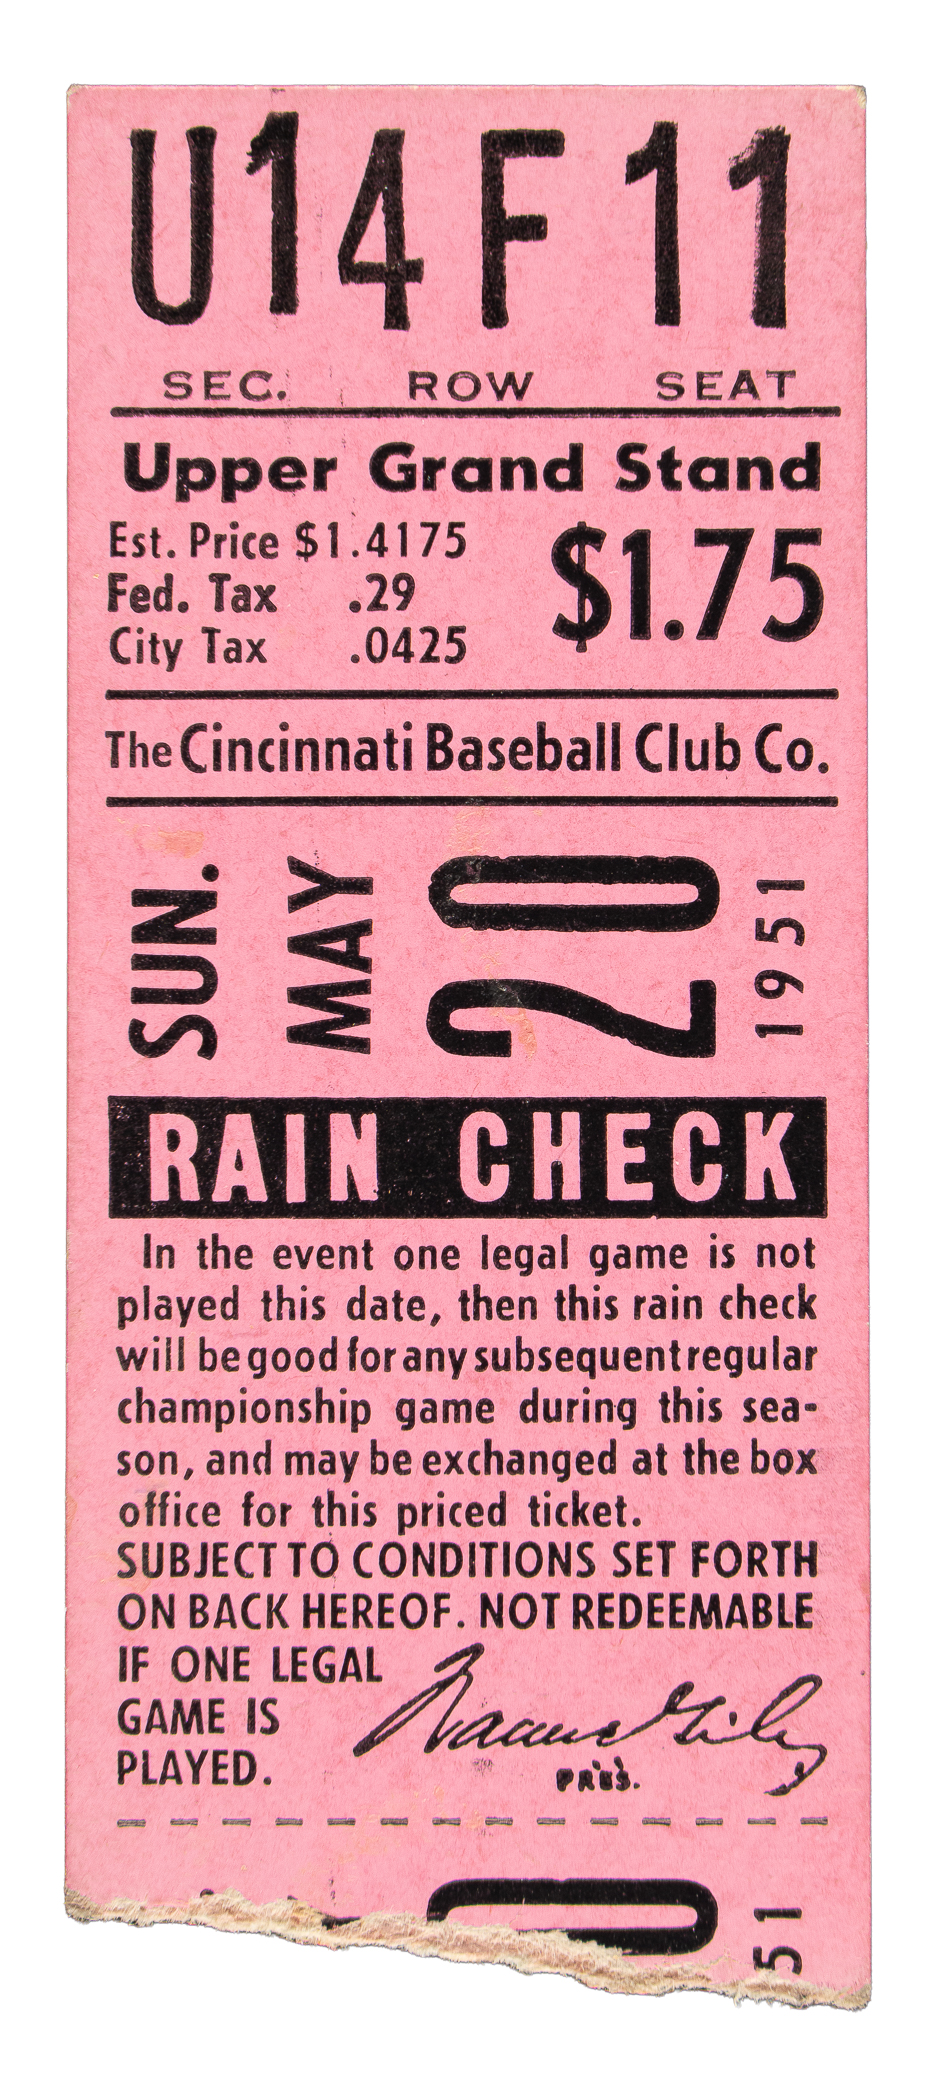 U14 F 11
SEC. ROW SEAT
Upper Grand Stand
Est. Price $1.4175
Fed. Tax .29
City Tax .0425
$1.75
The Cincinnati Baseball Club Co.
SUN.
MAY
20
1951
RAIN CHECK
In the event one legal game is not
played this date, then this rain check
will be good for any subsequent regular
championship game during this sea-
son, and may be exchanged at the box
office for this priced ticket.
SUBJECT TO CONDITIONS SET FORTH
ON BACK HEREOF. NOT REDEEMABLE
IF ONE LEGAL
GAME IS
PLAYED.
Warren Giles
PRES.
0
51